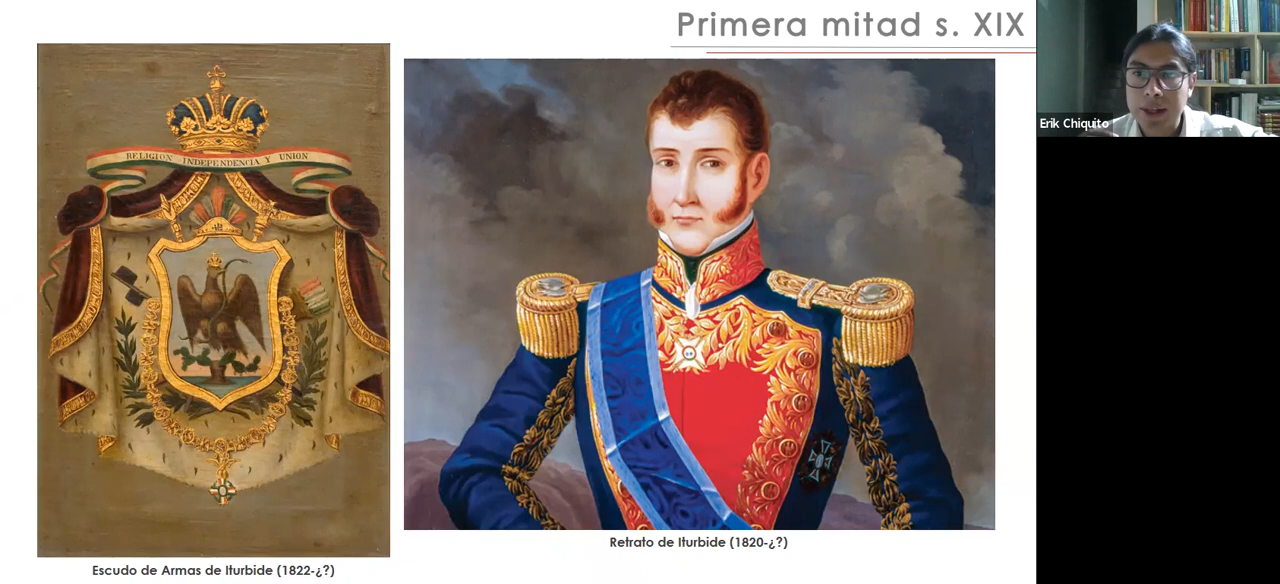 Primera mitad s. XIX
RELIGION INDEPENDENCIA Y UNION
Erik Chiquito
Retrato de Iturbide (1820-¿?)
Escudo de Armas de Iturbide (1822-¿?)